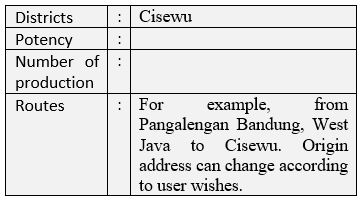 Districts : Cisewu
Potency :
Number of :
production
Routes : For example, from
Pangalengan Bandung, West
Java to Cisewu. Origin
address can change according
to user wishes.